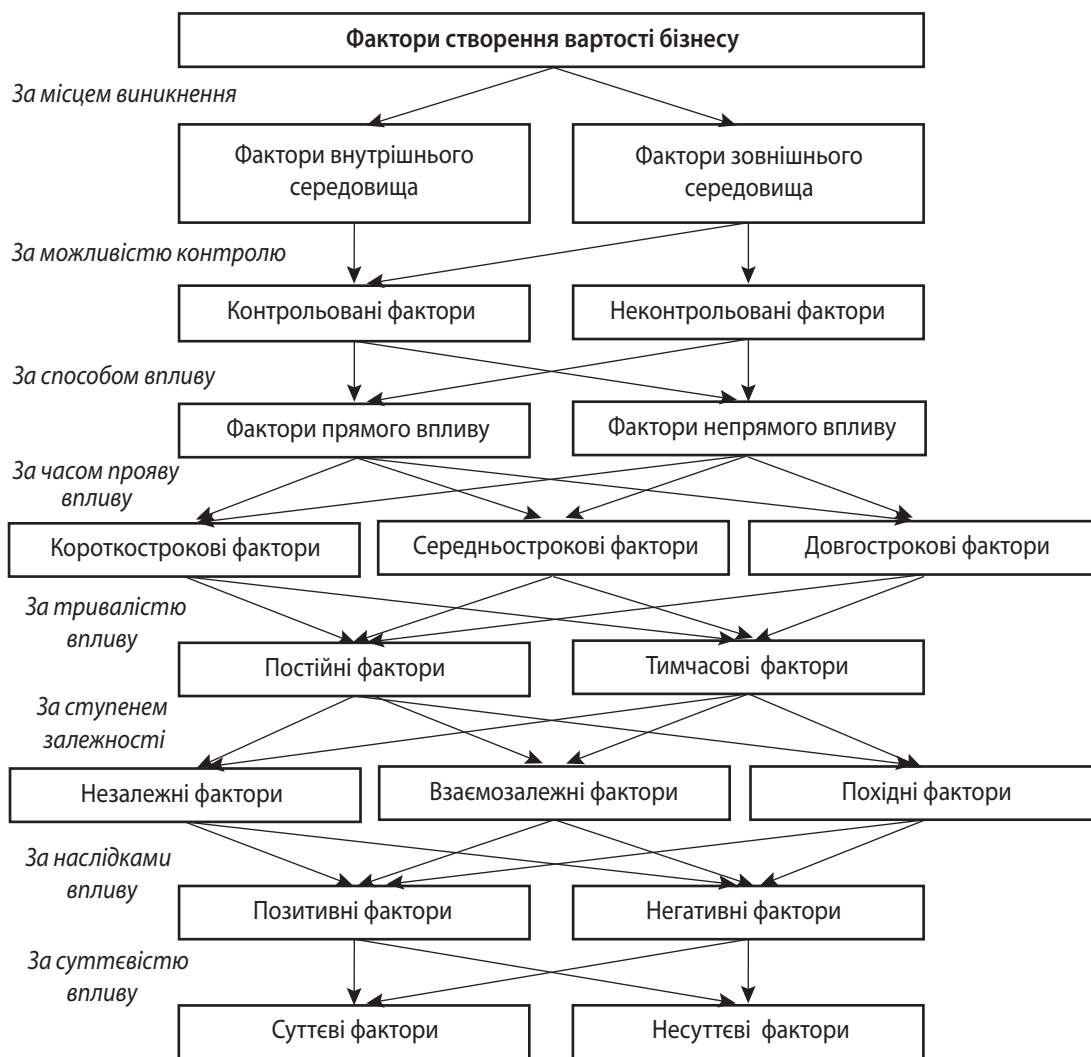 Фактори створення вартості бізнесу
За місцем виникнення
Фактори внутрішнього
середовища
Фактори зовнішнього
середовища
За можливістю контролю
Контрольовані фактори
Неконтрольовані фактори
За способом впливу
Фактори прямого впливу
Фактори непрямого впливу
За часом прояву
впливу
Короткострокові фактори
Середньострокові фактори
Довгострокові фактори
За тривалістю
впливу
Постійні фактори
Тимчасові фактори
За ступенем
залежності
Незалежні фактори
Взаємозалежні фактори
Похідні фактори
За наслідками
впливу
Позитивні фактори
Негативні фактори
За суттєвістю
впливу
Суттєві фактори
Несуттєві фактори